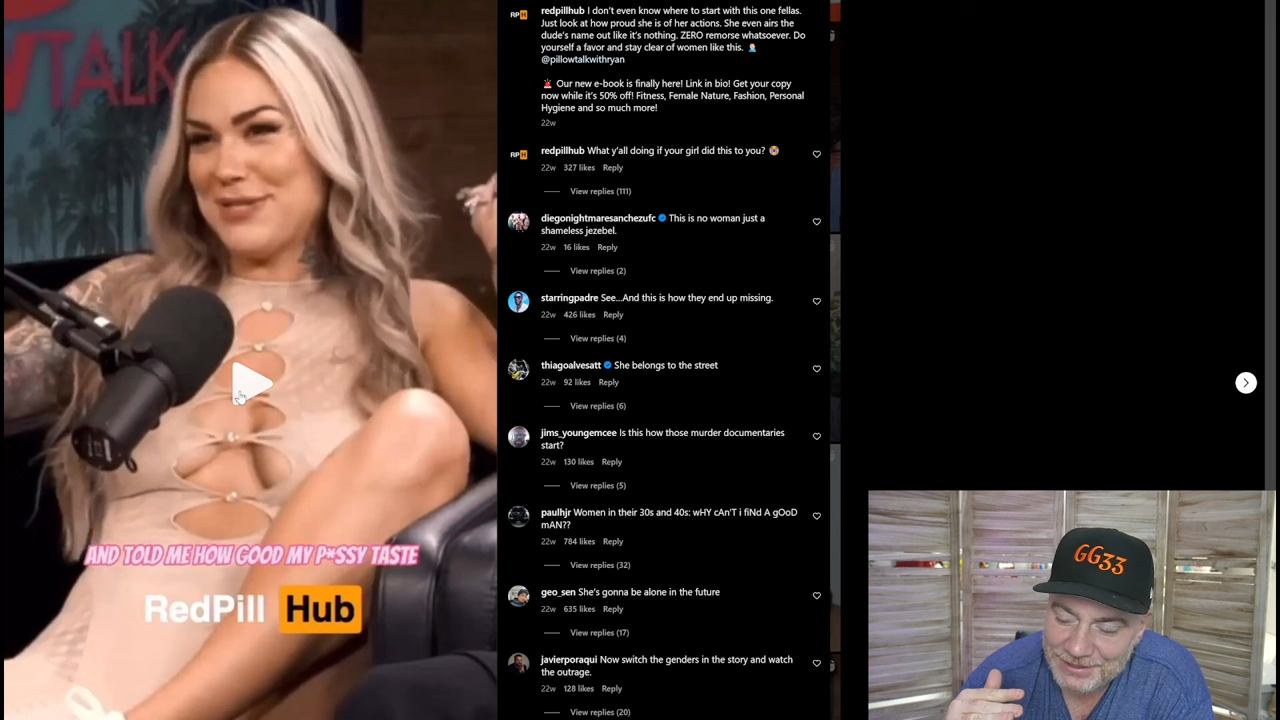 TALK
AND TOLD ME HOW GOOD MY P*SSY TASTE
RedPill Hub
RPH redpillhub I don't even know where to start with this one fellas.
Just look at how proud she is of her actions. She even airs the
dude's name out like it's nothing. ZERO remorse whatsoever. Do
yourself a favor and stay clear of women like this. 🤦🏻‍♂️
@pillowtalkwithryan
🚨 Our new e-book is finally here! Link in bio! Get your copy
now while it's 50% off! Fitness, Female Nature, Fashion, Personal
Hygiene and so much more!
22w
RPH redpillhub What y'all doing if your girl did this to you?
22w 327 likes Reply
View replies (111)
diegonightmaresanchezufc This is no woman just a
shameless jezebel.
22w 16 likes Reply
View replies (2)
starringpadre See...And this is how they end up missing.
22w 426 likes Reply
View replies (4)
thiagoalvesatt She belongs to the street
22w 92 likes Reply
View replies (6)
jims_youngemcee Is this how those murder documentaries
start?
22w 130 likes Reply
View replies (5)
paulhjr Women in their 30s and 40s: wHY cAn'T i fiNd A gOoD
mAN??
22w 784 likes Reply
View replies (32)
geo_sen She's gonna be alone in the future
22w 635 likes Reply
View replies (17)
javierporaqui Now switch the genders in the story and watch
the outrage.
22w 128 likes Reply
View replies (20)
GG33